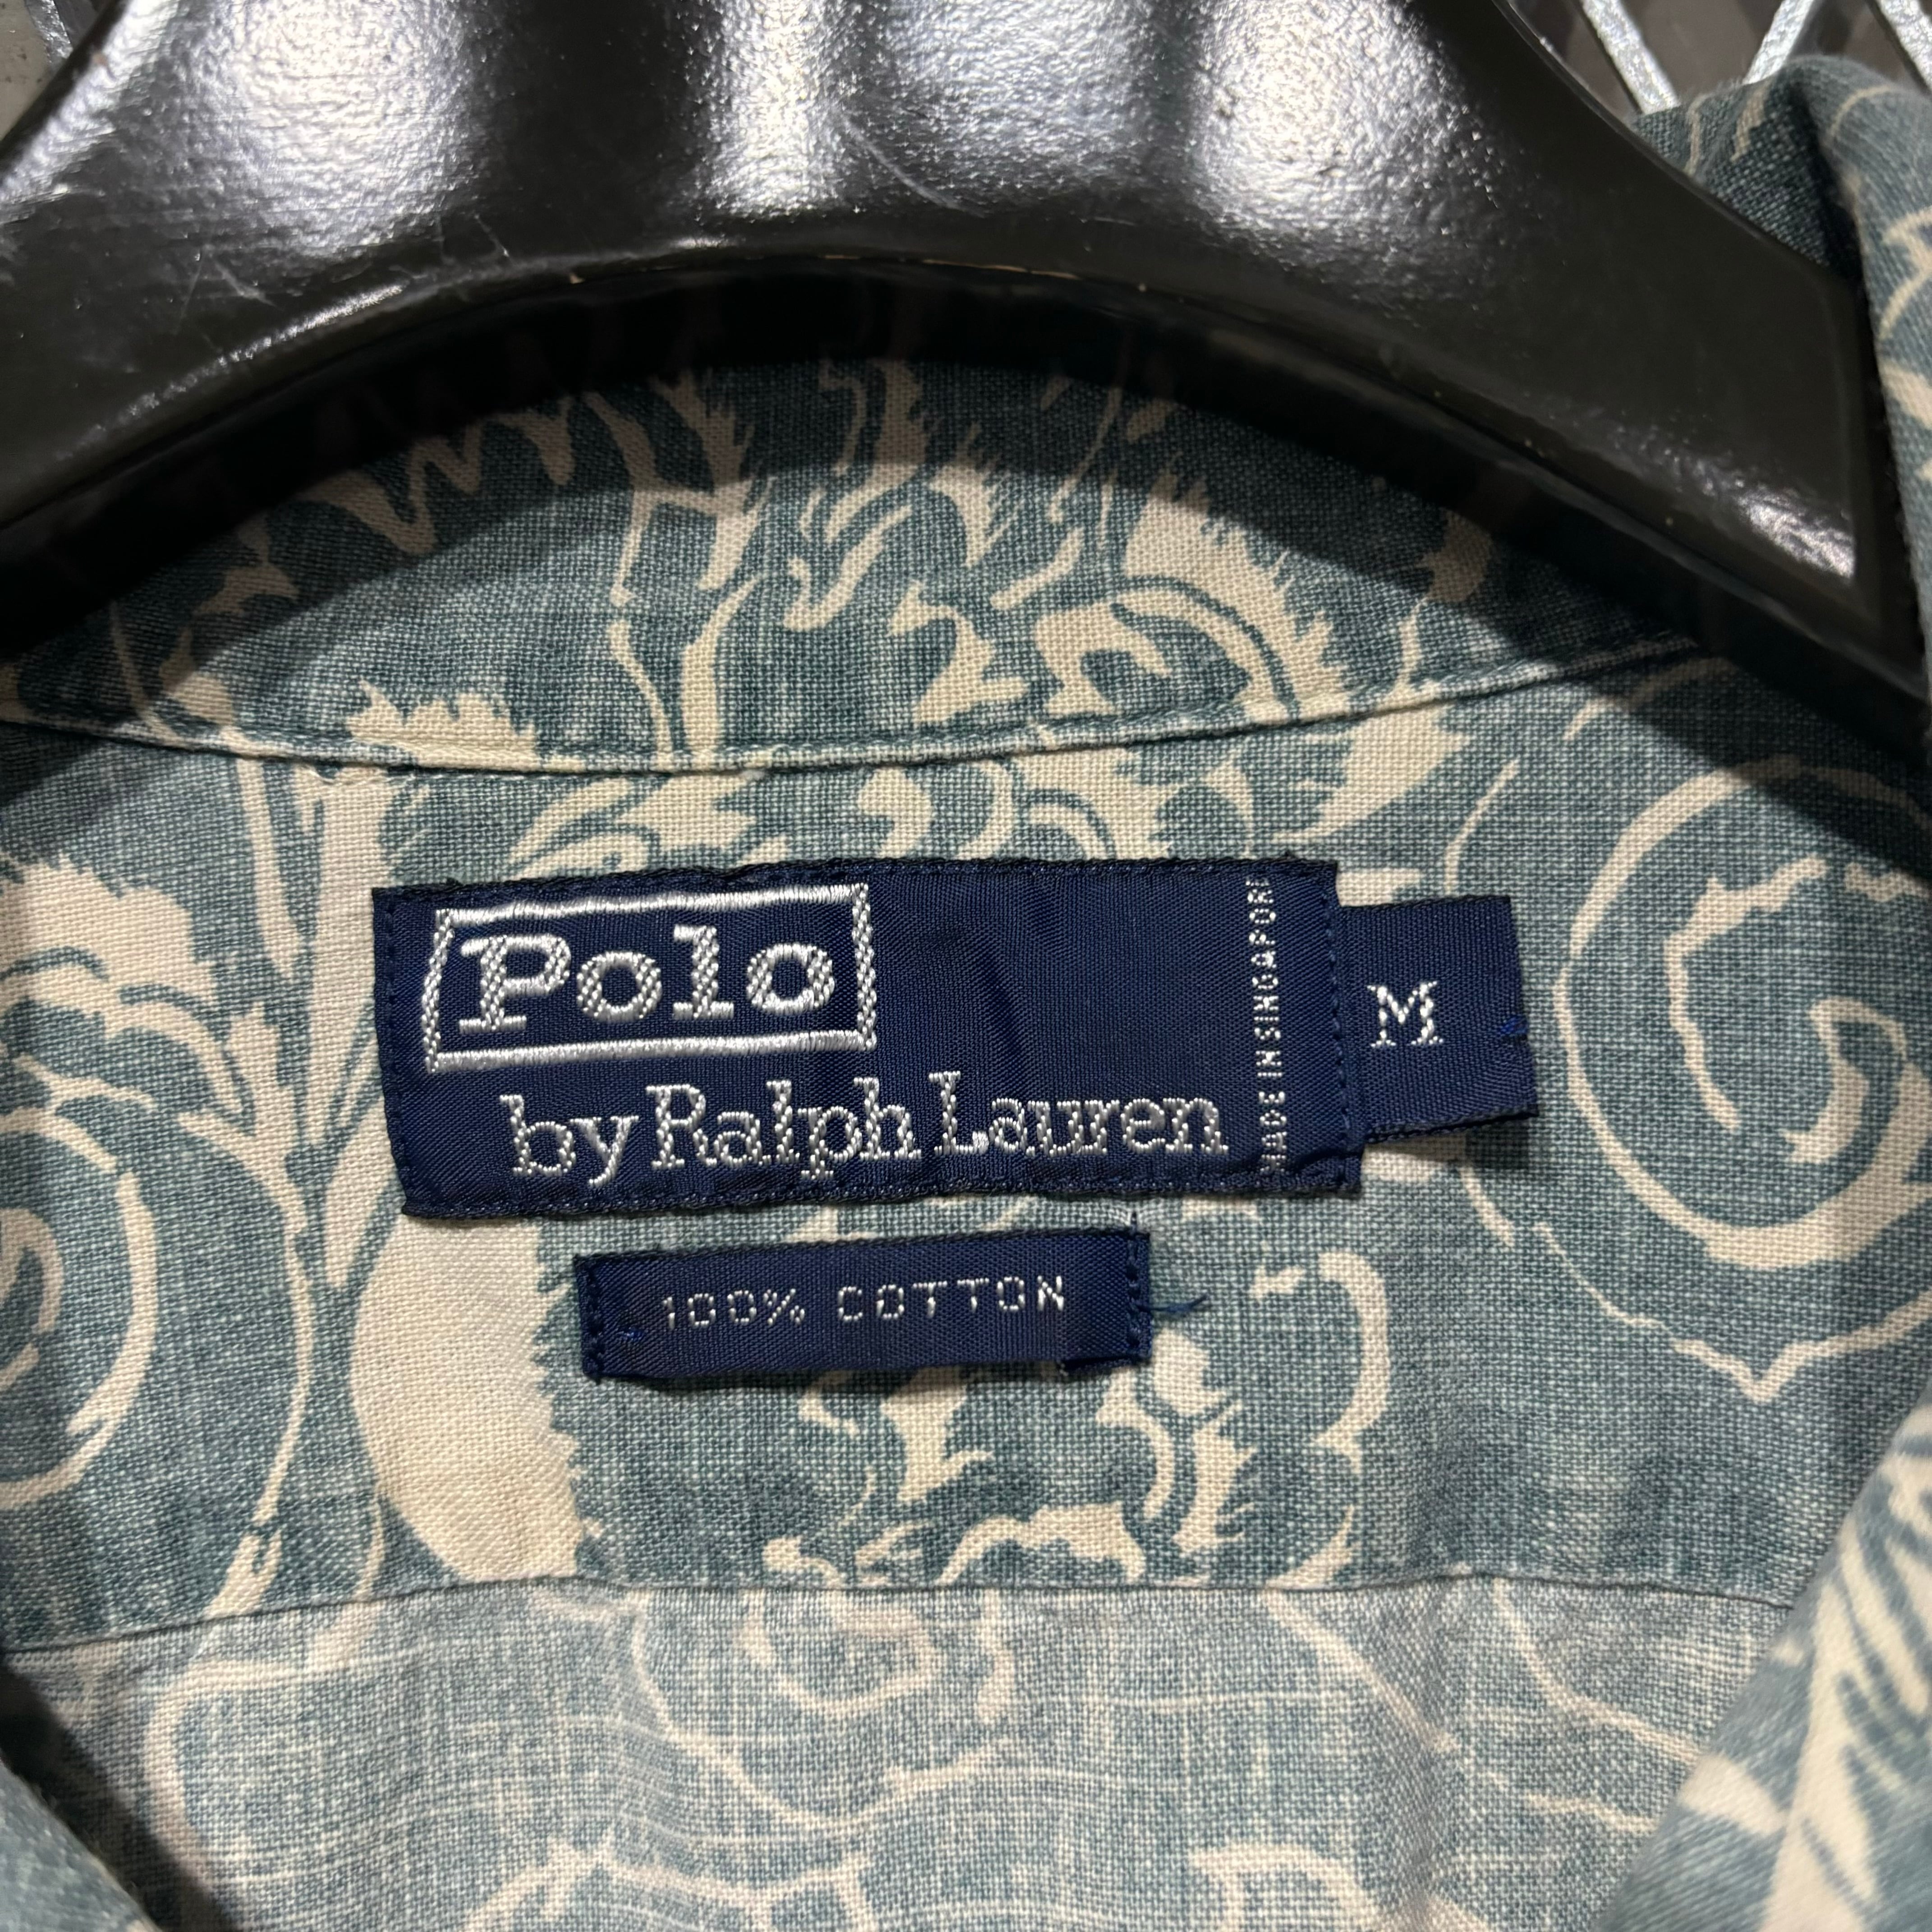 Polo
by Ralph Lauren
MADE IN SINGAPORE
M
100% COTTON